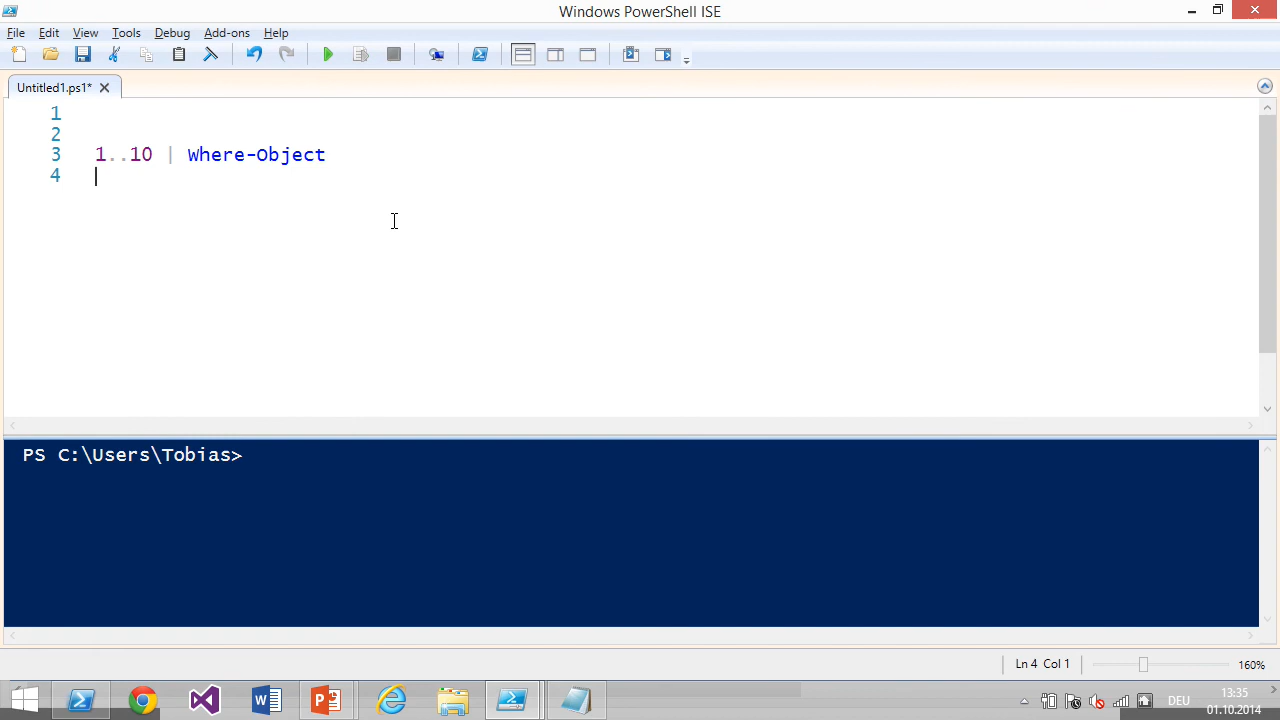 Windows PowerShell ISE
File Edit View Tools Debug Add-ons Help
Untitled1.ps1*
1
2
3 1..10 | Where-Object
4
PS C:\Users\Tobias>
Ln 4 Col 1 160%
DEU 13:35
01.10.2014